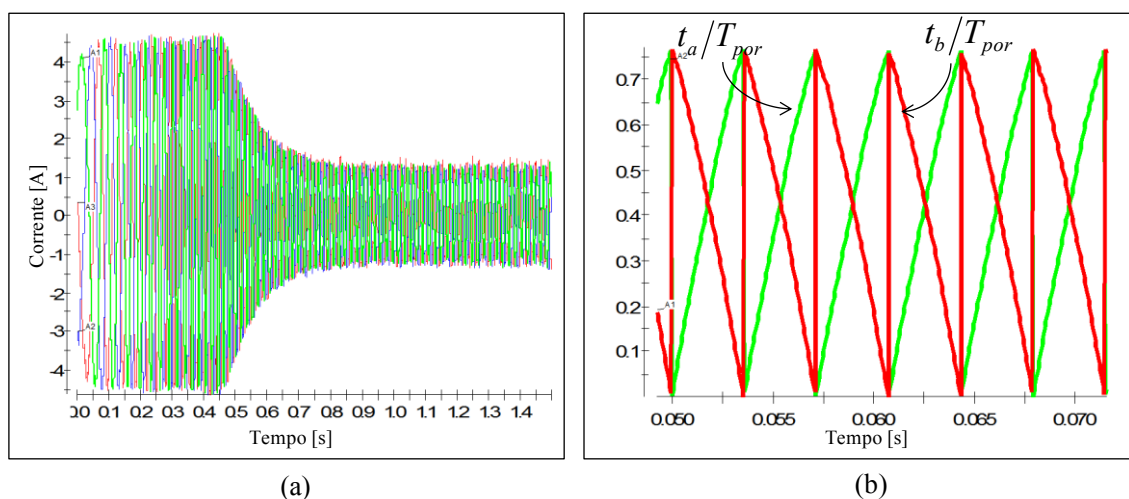 4
A1
3
2
1
0
A3
-1
-2
-3
A2
-4
Corrente [A]
0.0 0.1 0.2 0.3 0.4 0.5 0.6 0.7 0.8 0.9 1.0 1.1 1.2 1.3 1.4
Tempo [s]
(a)
t_a/T_por
t_b/T_por
0.7
A2
0.6
0.5
0.4
0.3
0.2
A1
0.1
0.050 0.055 0.060 0.065 0.070
Tempo [s]
(b)